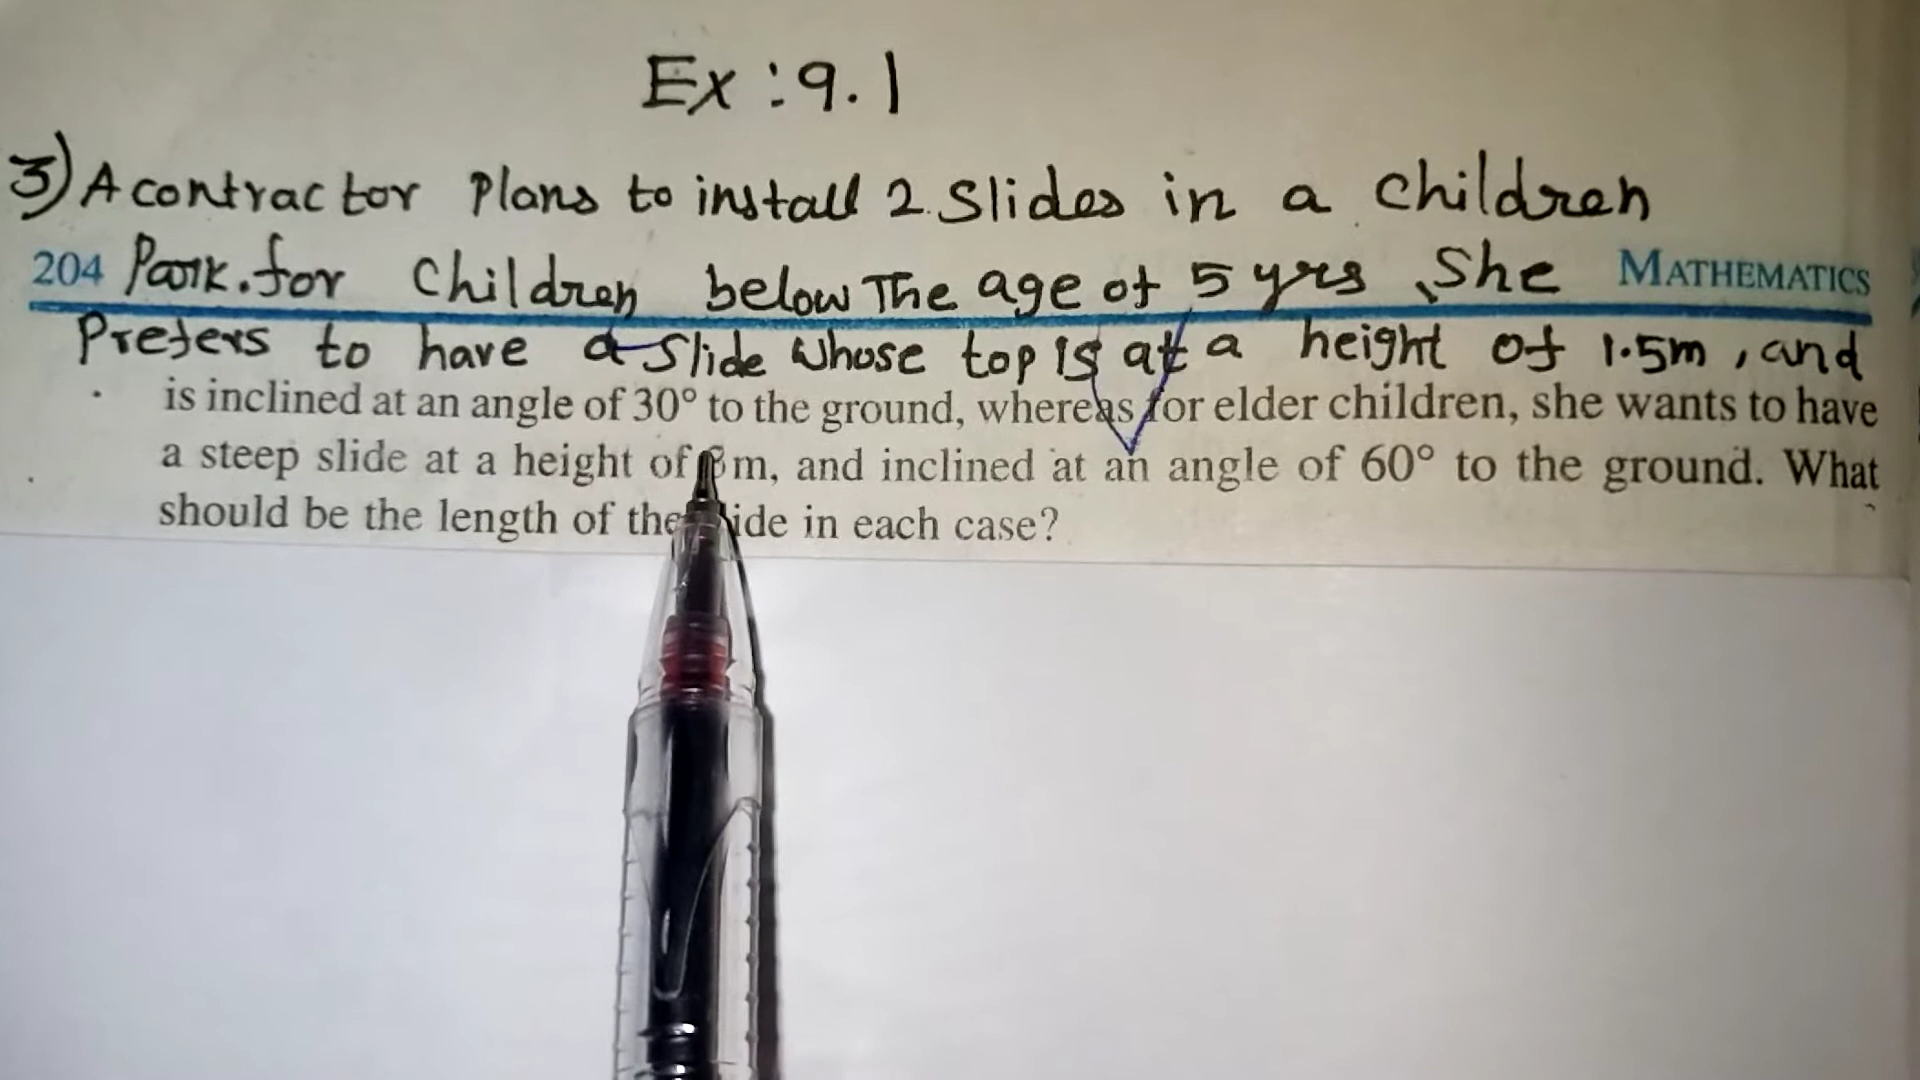 Ex : 9.1
3) A contractor Plans to install 2 Slides in a children
204 Park. for Children below The age of 5 yrs, She MATHEMATICS
Prefers to have a slide whose top is at a height of 1.5m, and
is inclined at an angle of 30° to the ground, whereas for elder children, she wants to have
a steep slide at a height of m, and inclined at an angle of 60° to the ground. What
should be the length of the in each case?